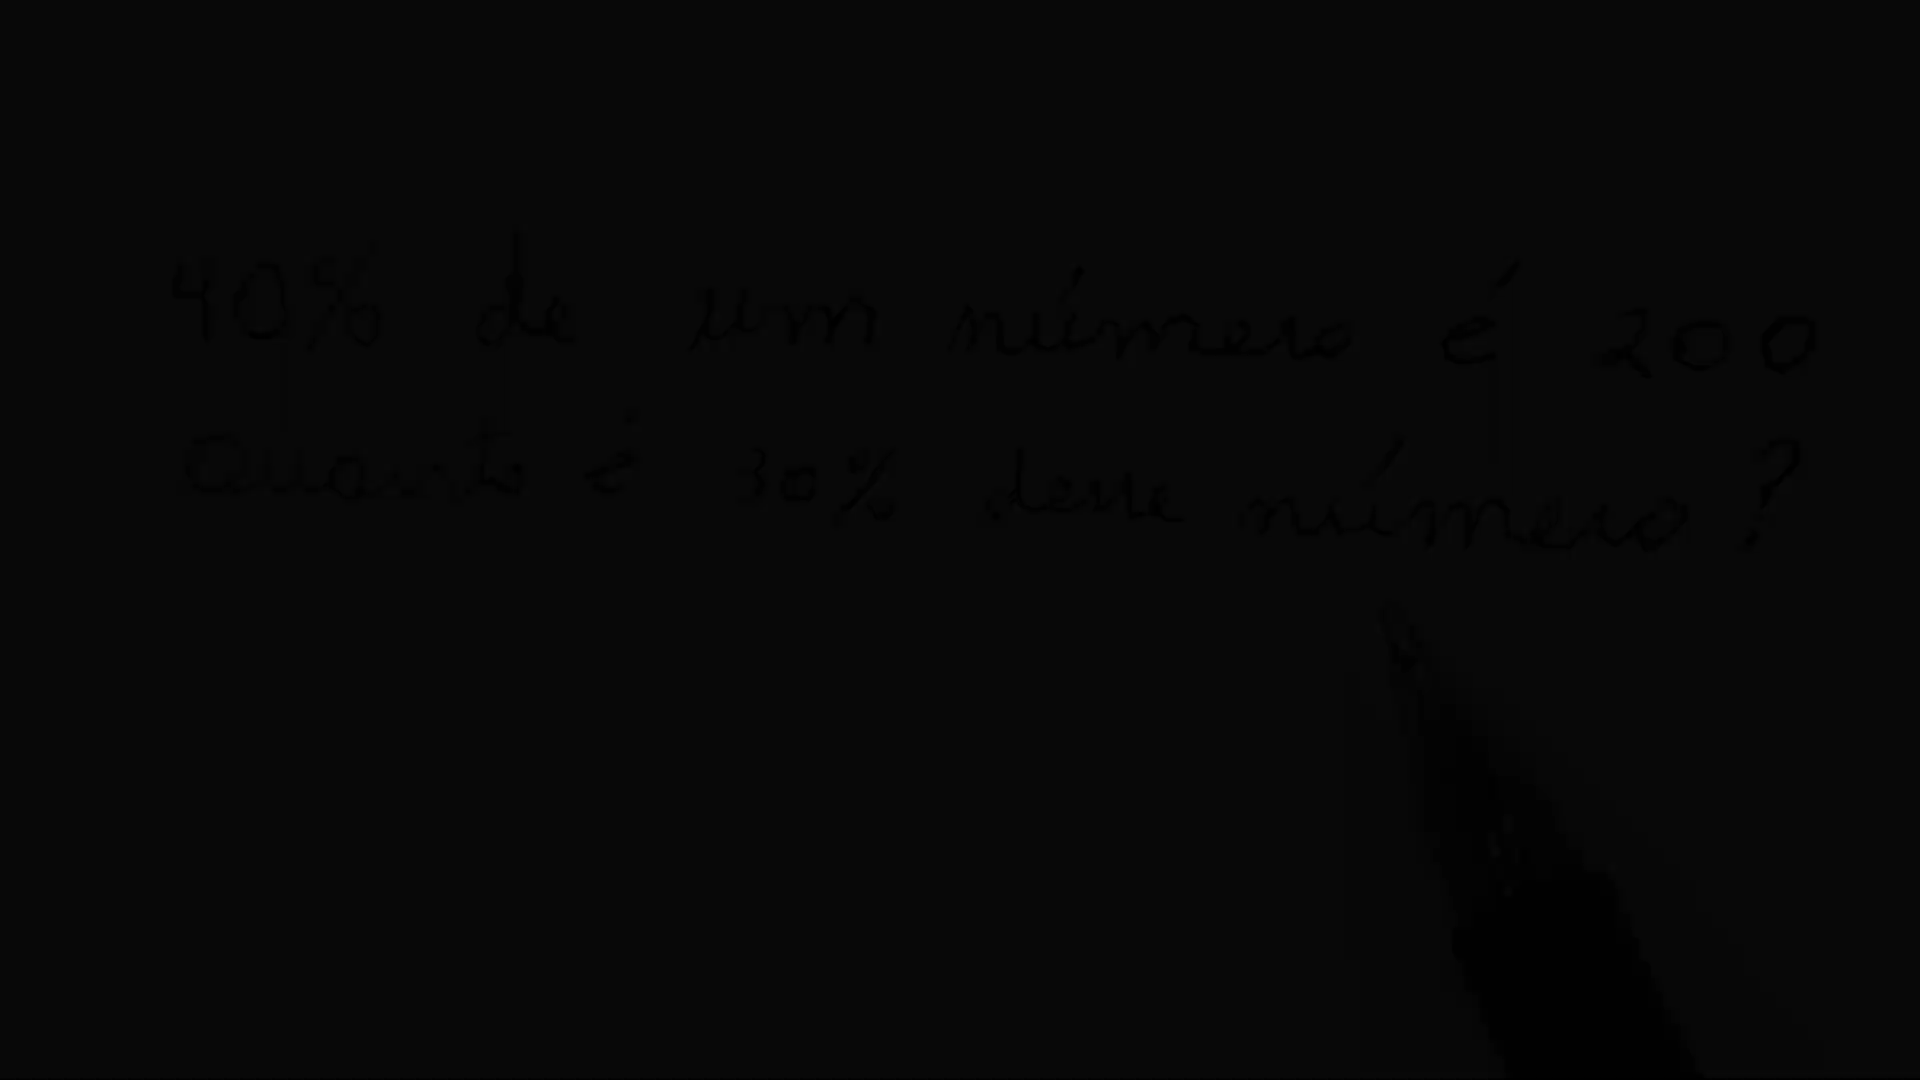 40% de um número é 200
Quanto é 30% desse número?